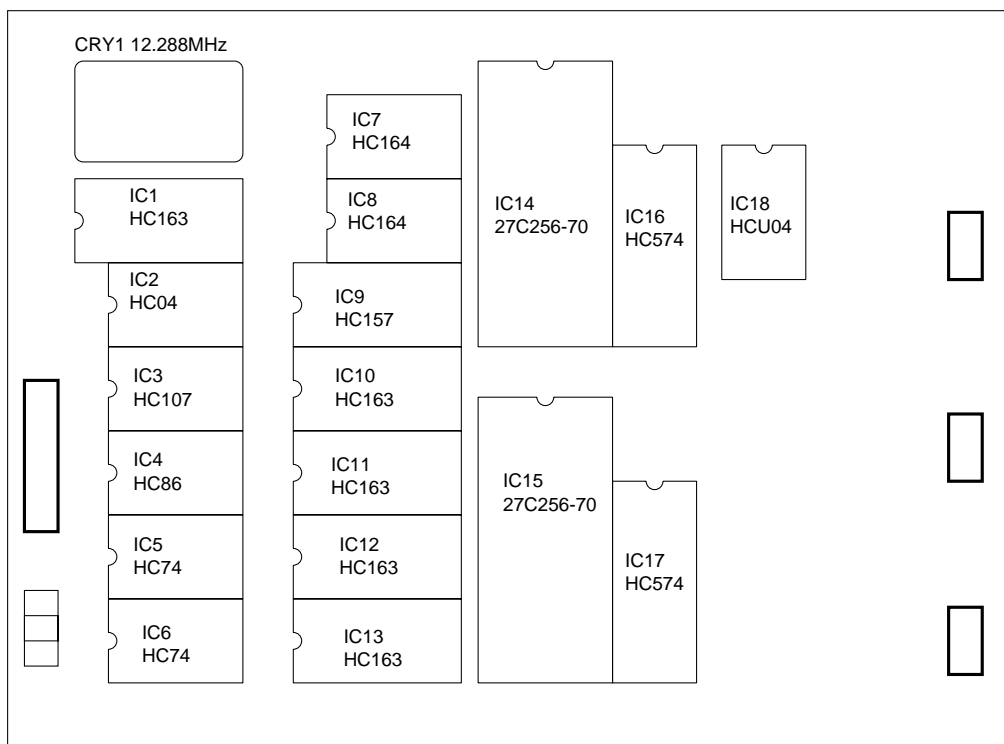 CRY1 12.288MHz
IC1
HC163
IC2
HC04
IC3
HC107
IC4
HC86
IC5
HC74
IC6
HC74
IC7
HC164
IC8
HC164
IC9
HC157
IC10
HC163
IC11
HC163
IC12
HC163
IC13
HC163
IC14
27C256-70
IC15
27C256-70
IC16
HC574
IC17
HC574
IC18
HCU04